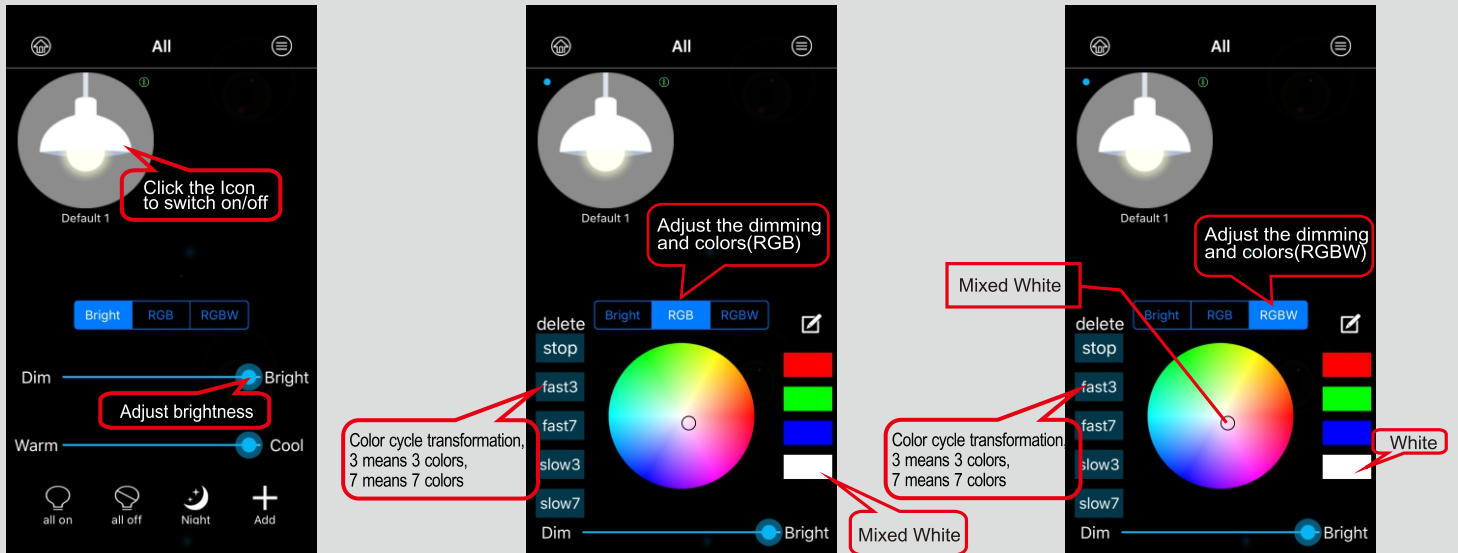 All
Click the Icon
to switch on/off
Default 1
Bright RGB RGBW
Dim Bright
Adjust brightness
Warm Cool
all on all off Night Add
All
Default 1
Adjust the dimming
and colors(RGB)
Bright RGB RGBW
delete
stop
fast3
fast7
slow3
slow7
Color cycle transformation,
3 means 3 colors,
7 means 7 colors
Dim Bright
Mixed White
All
Default 1
Adjust the dimming
and colors(RGBW)
Mixed White
Bright RGB RGBW
delete
stop
fast3
fast7
slow3
slow7
Color cycle transformation,
3 means 3 colors,
7 means 7 colors
White
Dim Bright